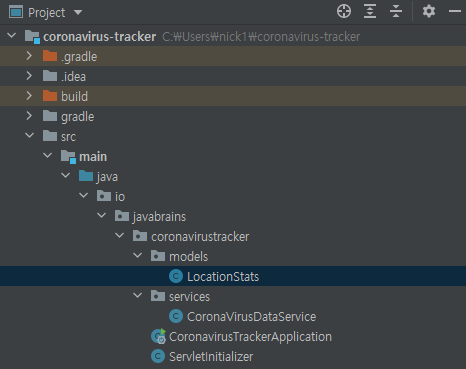 Project
coronavirus-tracker C:₩Users₩nick1₩coronavirus-tracker
.gradle
.idea
build
gradle
src
main
java
io
javabrains
coronavirustracker
models
C LocationStats
services
C CoronaVirusDataService
C CoronavirusTrackerApplication
C ServletInitializer